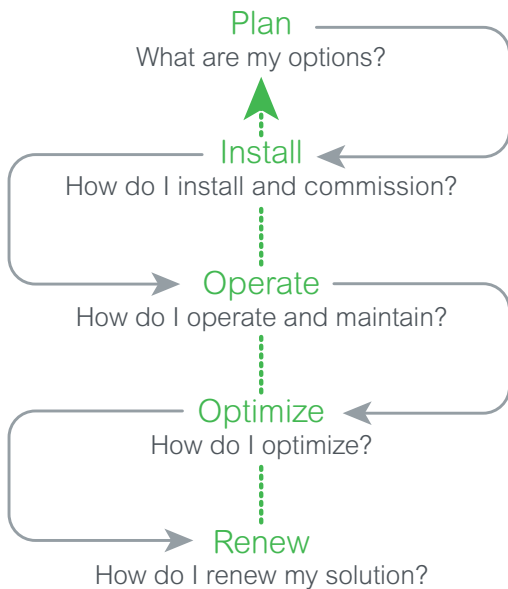 Plan
What are my options?
Install
How do I install and commission?
Operate
How do I operate and maintain?
Optimize
How do I optimize?
Renew
How do I renew my solution?